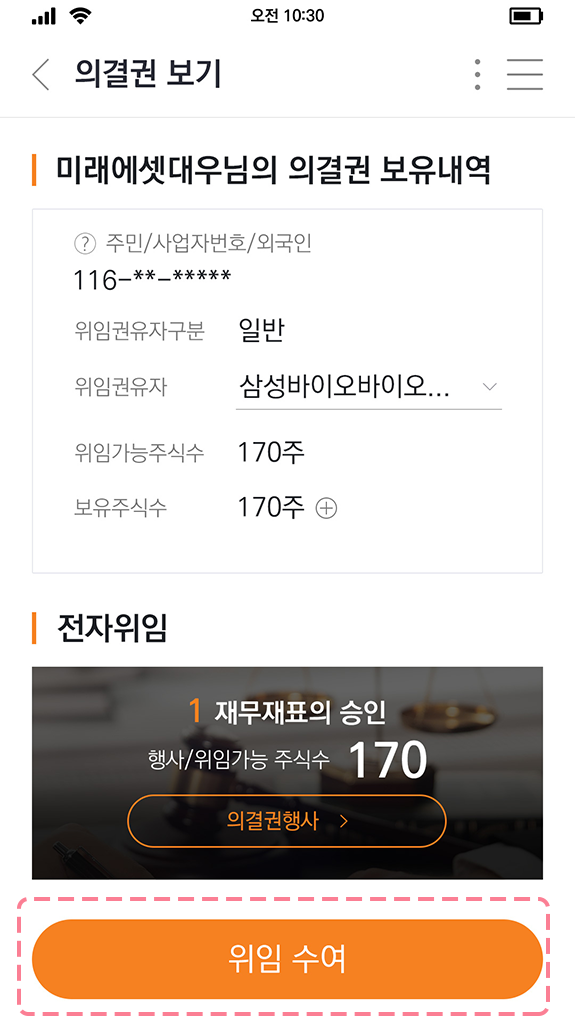 오전 10:30
의결권 보기
미래에셋대우님의 의결권 보유내역
? 주민/사업자번호/외국인
116-**-*****
위임권유자구분 일반
위임권유자 삼성바이오바이오...
위임가능주식수 170주
보유주식수 170주
전자위임
1 재무재표의 승인
행사/위임가능 주식수 170
의결권행사 >
위임 수여